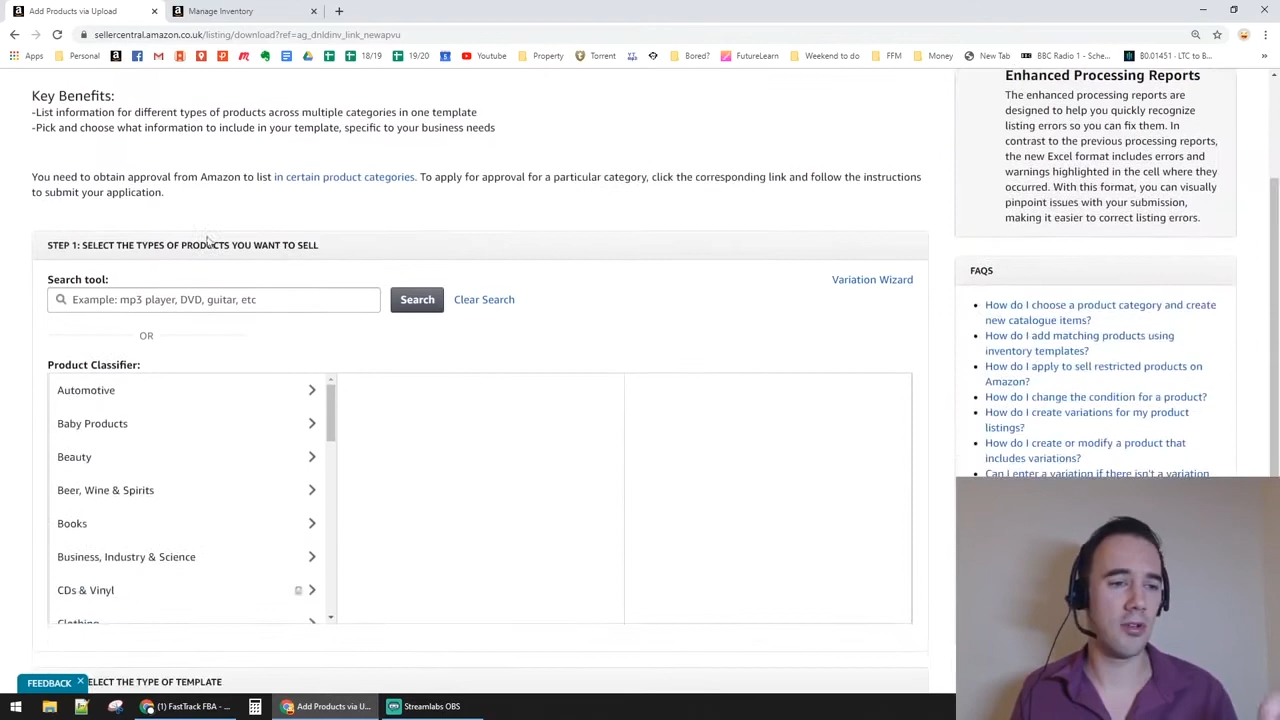 Add Products via Upload
Manage Inventory
sellercentral.amazon.co.uk/listing/download?ref=ag_dnldinv_link_newapvu
Apps
Personal
18/19
19/20
Youtube
Property
Torrent
Bored?
FutureLearn
Weekend to do
FFM
Money
New Tab
BBC Radio 1 - Sche...
B0.01451 - LTC to B...
Key Benefits:
-List information for different types of products across multiple categories in one template
-Pick and choose what information to include in your template, specific to your business needs
You need to obtain approval from Amazon to list in certain product categories. To apply for approval for a particular category, click the corresponding link and follow the instructions
to submit your application.
STEP 1: SELECT THE TYPES OF PRODUCTS YOU WANT TO SELL
Search tool:
Variation Wizard
Example: mp3 player, DVD, guitar, etc
Search
Clear Search
OR
Product Classifier:
Automotive
Baby Products
Beauty
Beer, Wine & Spirits
Books
Business, Industry & Science
CDs & Vinyl
Clothing
ELECT THE TYPE OF TEMPLATE
FEEDBACK
Enhanced Processing Reports
The enhanced processing reports are
designed to help you quickly recognize
listing errors so you can fix them. In
contrast to the previous processing reports,
the new Excel format includes errors and
warnings highlighted in the cell where they
occurred. With this format, you can visually
pinpoint issues with your submission,
making it easier to correct listing errors.
FAQS
How do I choose a product category and create
new catalogue items?
How do I add matching products using
inventory templates?
How do I apply to sell restricted products on
Amazon?
How do I change the condition for a product?
How do I create variations for my product
listings?
How do I create or modify a product that
includes variations?
Can I enter a variation if there isn't a variation
(1) FastTrack FBA - ...
Add Products via U...
Streamlabs OBS